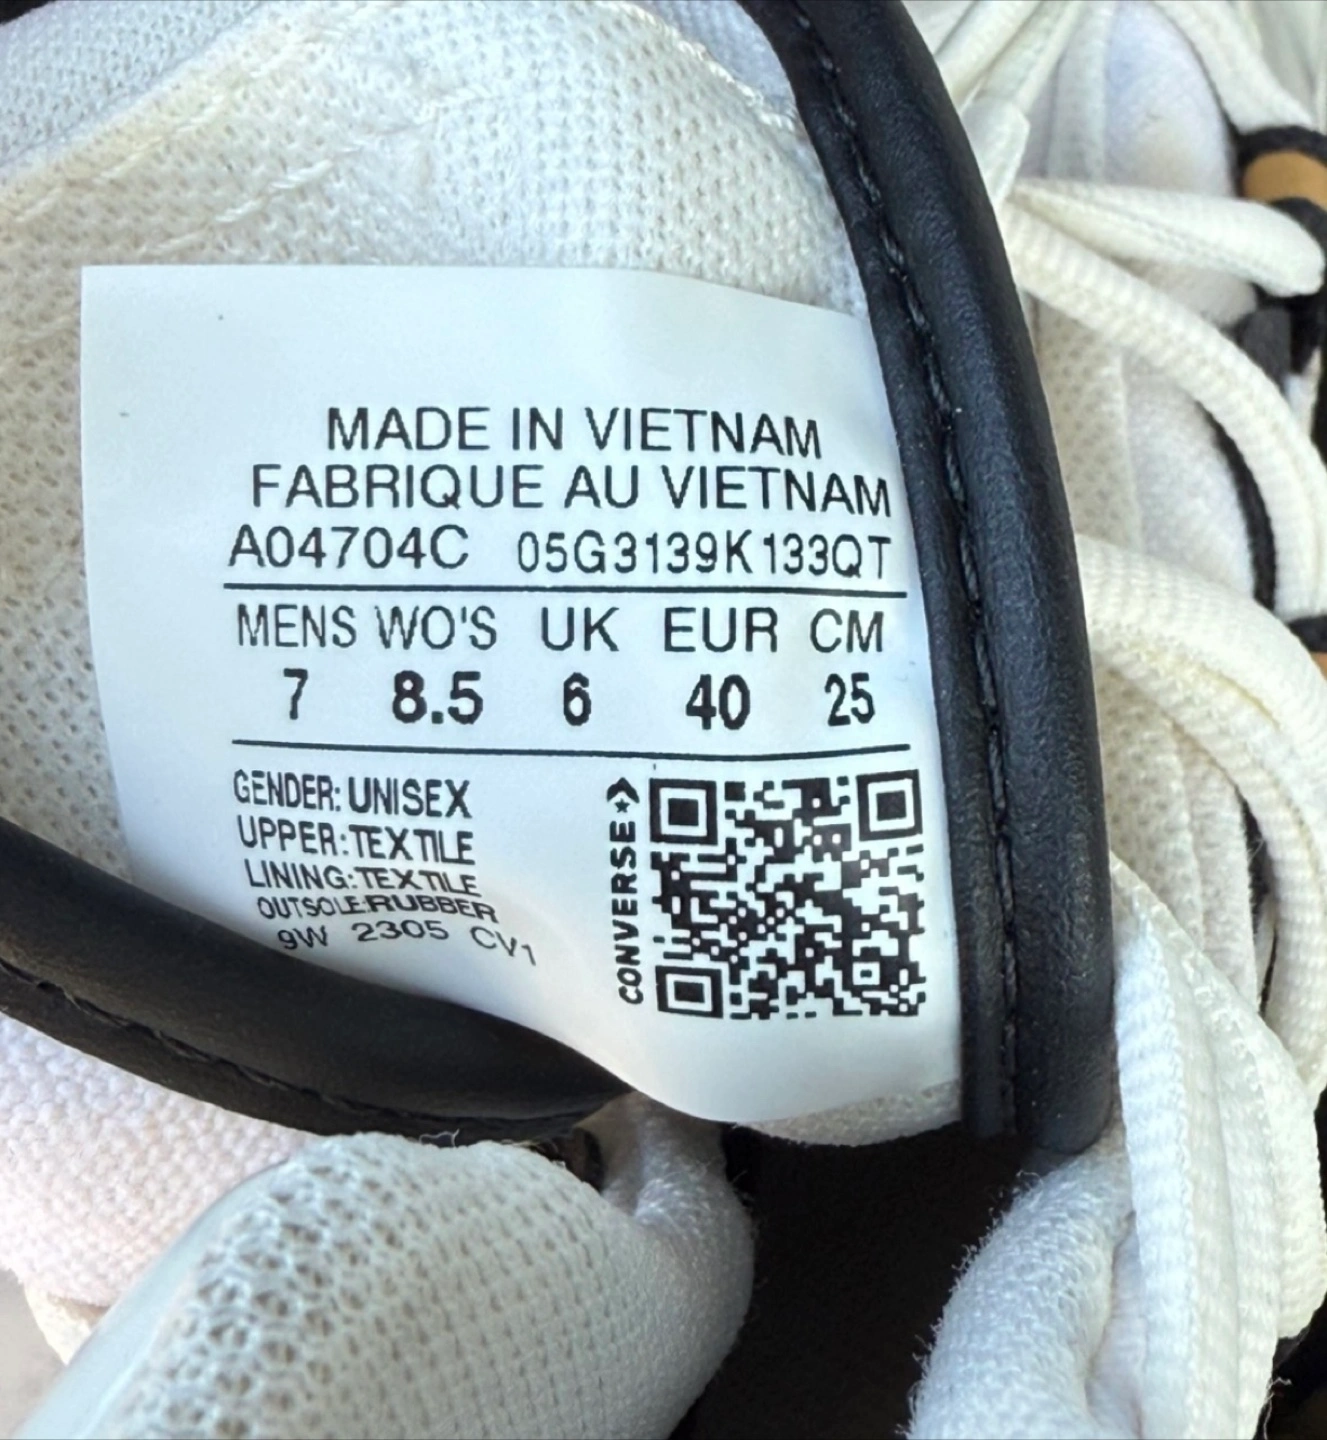 MADE IN VIETNAM
FABRIQUE AU VIETNAM
A04704C 05G3139K133QT
MENS WO'S UK EUR CM
7 8.5 6 40 25
GENDER: UNISEX
UPPER: TEXTILE
LINING: TEXTILE
OUTSOLE: RUBBER
9W 2305 CV1
CONVERSE